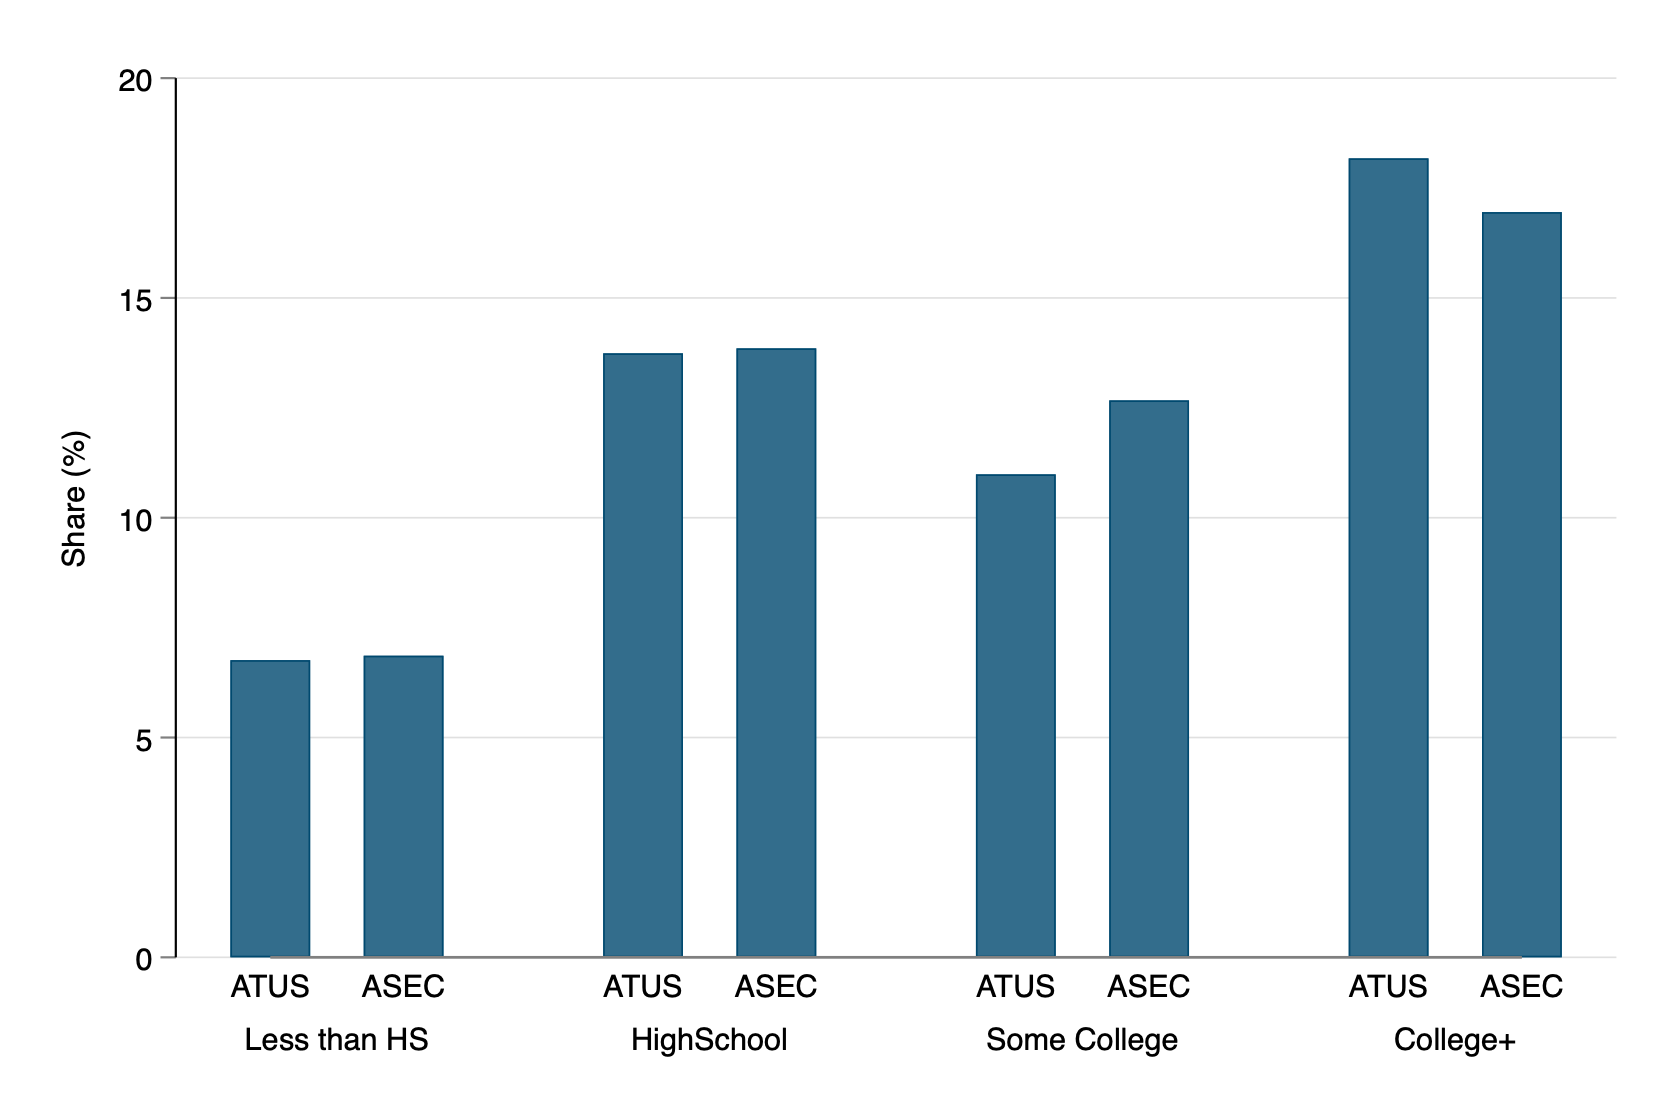 Share (%)
20
15
10
5
0
ATUS ASEC ATUS ASEC ATUS ASEC ATUS ASEC
Less than HS HighSchool Some College College+